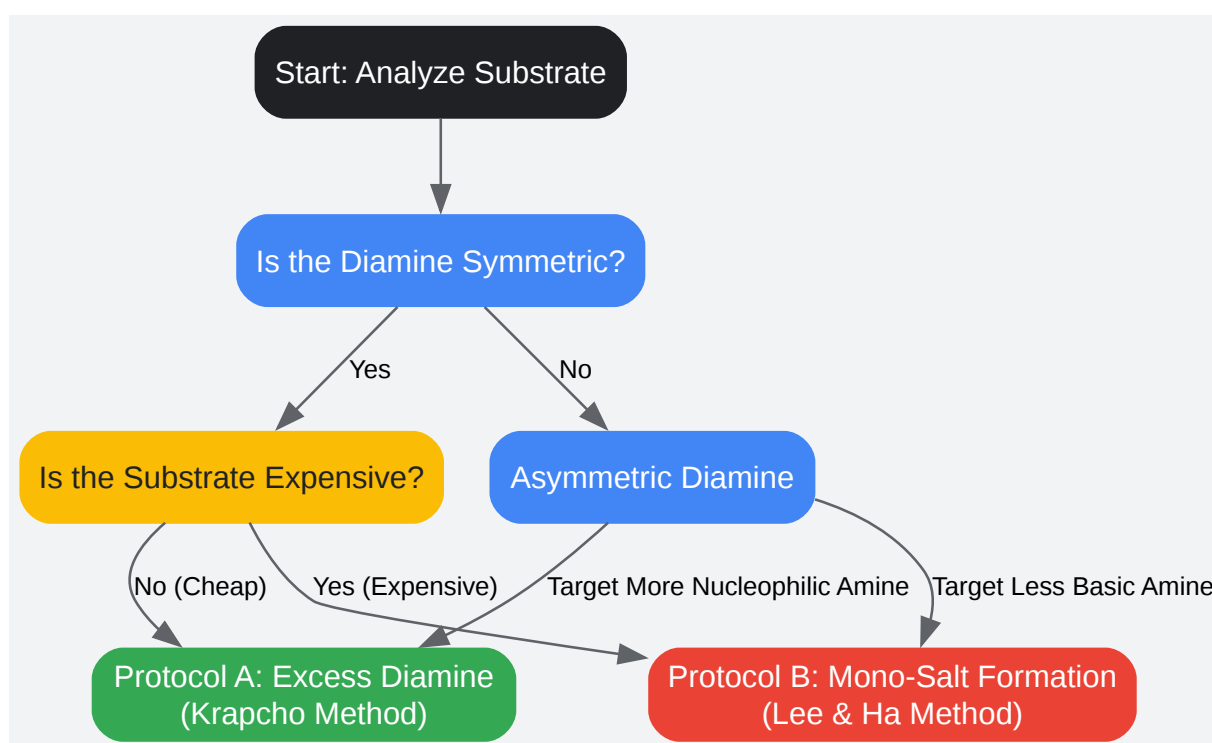 Start: Analyze Substrate
Is the Diamine Symmetric?
Yes
No
Is the Substrate Expensive?
Asymmetric Diamine
No (Cheap)
Yes (Expensive)
Target More Nucleophilic Amine
Target Less Basic Amine
Protocol A: Excess Diamine
(Krapcho Method)
Protocol B: Mono-Salt Formation
(Lee & Ha Method)